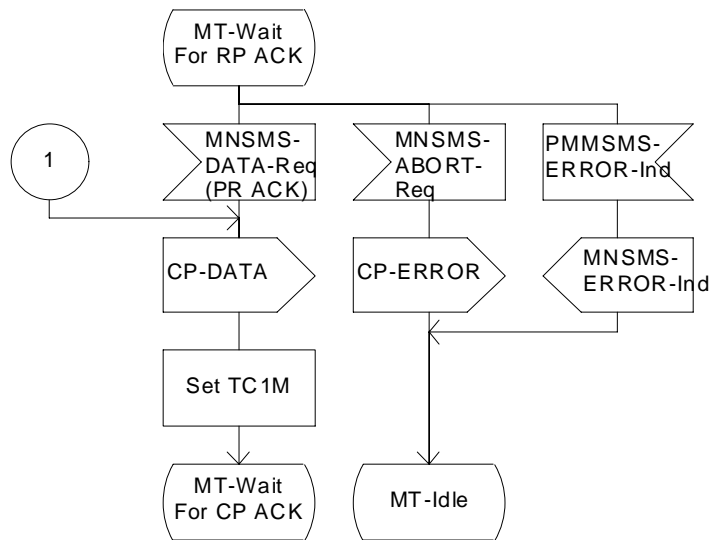 MT-Wait
For RP ACK
1
MNSMS-
DATA-Req
(PR ACK)
MNSMS-
ABORT-
Req
PMMSMS-
ERROR-Ind
CP-DATA
CP-ERROR
MNSMS-
ERROR-Ind
Set TC1M
MT-Wait
For CP ACK
MT-Idle